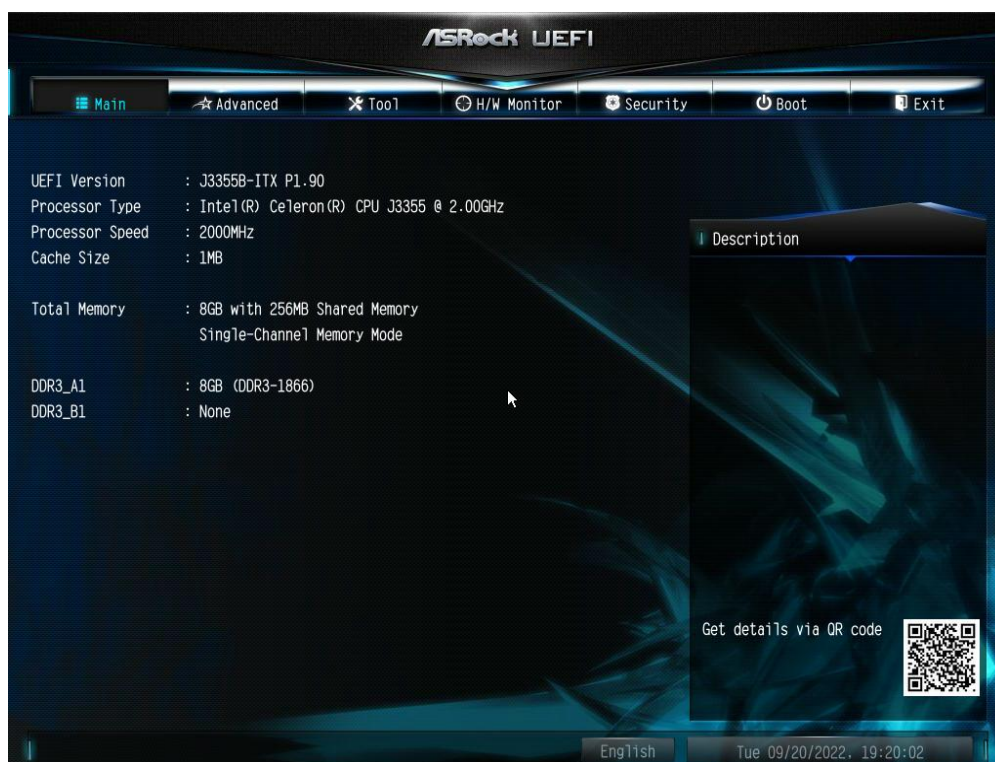 ASRock UEFI
Main Advanced Tool H/W Monitor Security Boot Exit
UEFI Version : J3355B-ITX P1.90
Processor Type : Intel(R) Celeron(R) CPU J3355 @ 2.00GHz
Processor Speed : 2000MHz
Cache Size : 1MB
Total Memory : 8GB with 256MB Shared Memory
Single-Channel Memory Mode
DDR3_A1 : 8GB (DDR3-1866)
DDR3_B1 : None
Description
Get details via QR code
English Tue 09/20/2022. 19:20:02